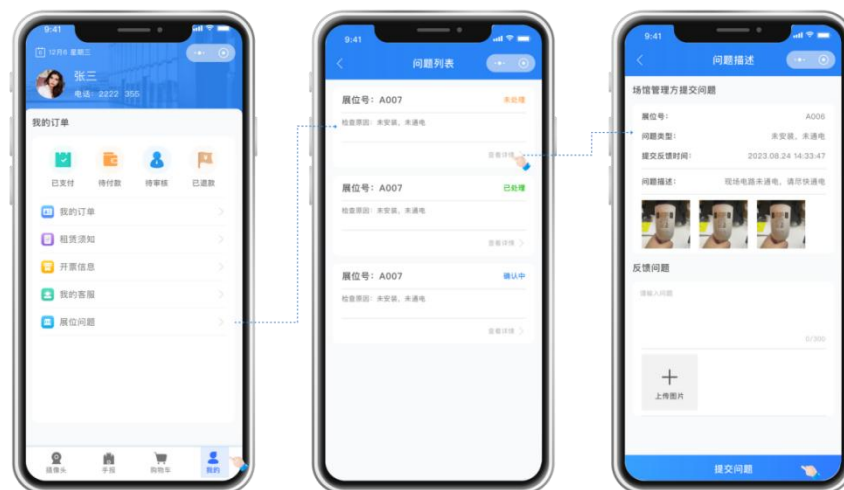 9:41
12月6 星期三
张三
电话: 2222 355
我的订单
已支付 待付款 待审核 已退款
我的订单
租赁须知
开票信息
我的客服
展位问题
摄像头 手报 购物车 我的
9:41
问题列表
展位号: A007 未处理
检查原因: 未安装, 未通电
查看详情
展位号: A007 已处理
检查原因: 未安装, 未通电
查看详情
展位号: A007 确认中
检查原因: 未安装, 未通电
查看详情
9:41
问题描述
场馆管理方提交问题
展位号: A006
问题类型: 未安装, 未通电
提交反馈时间: 2023.08.24 14:33:47
问题描述: 现场电路未通电, 请尽快通电
反馈问题
请输入问题
0/300
上传图片
提交问题